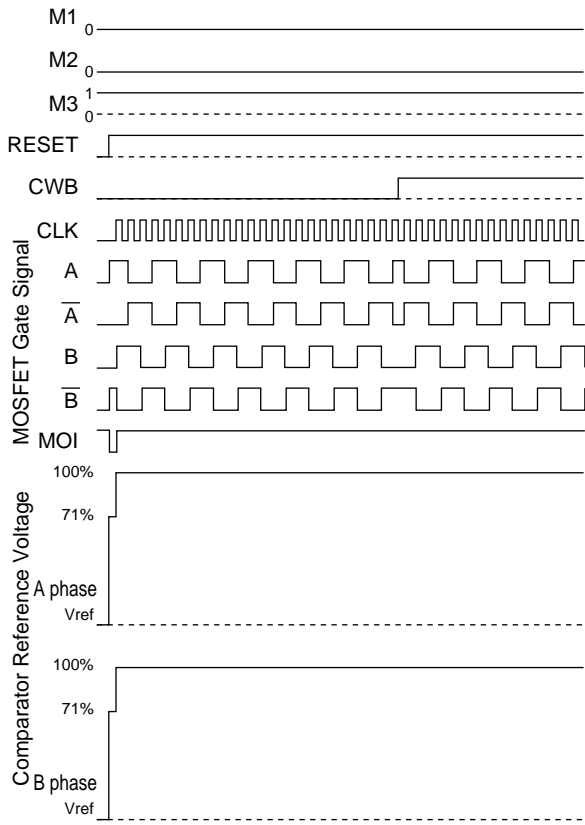 M1 0
M2 0
M3 1
0
RESET
CWB
CLK
MOSFET Gate Signal
A
A̅
B
B̅
MOI
Comparator Reference Voltage
100%
71%
A phase
Vref
100%
71%
B phase
Vref